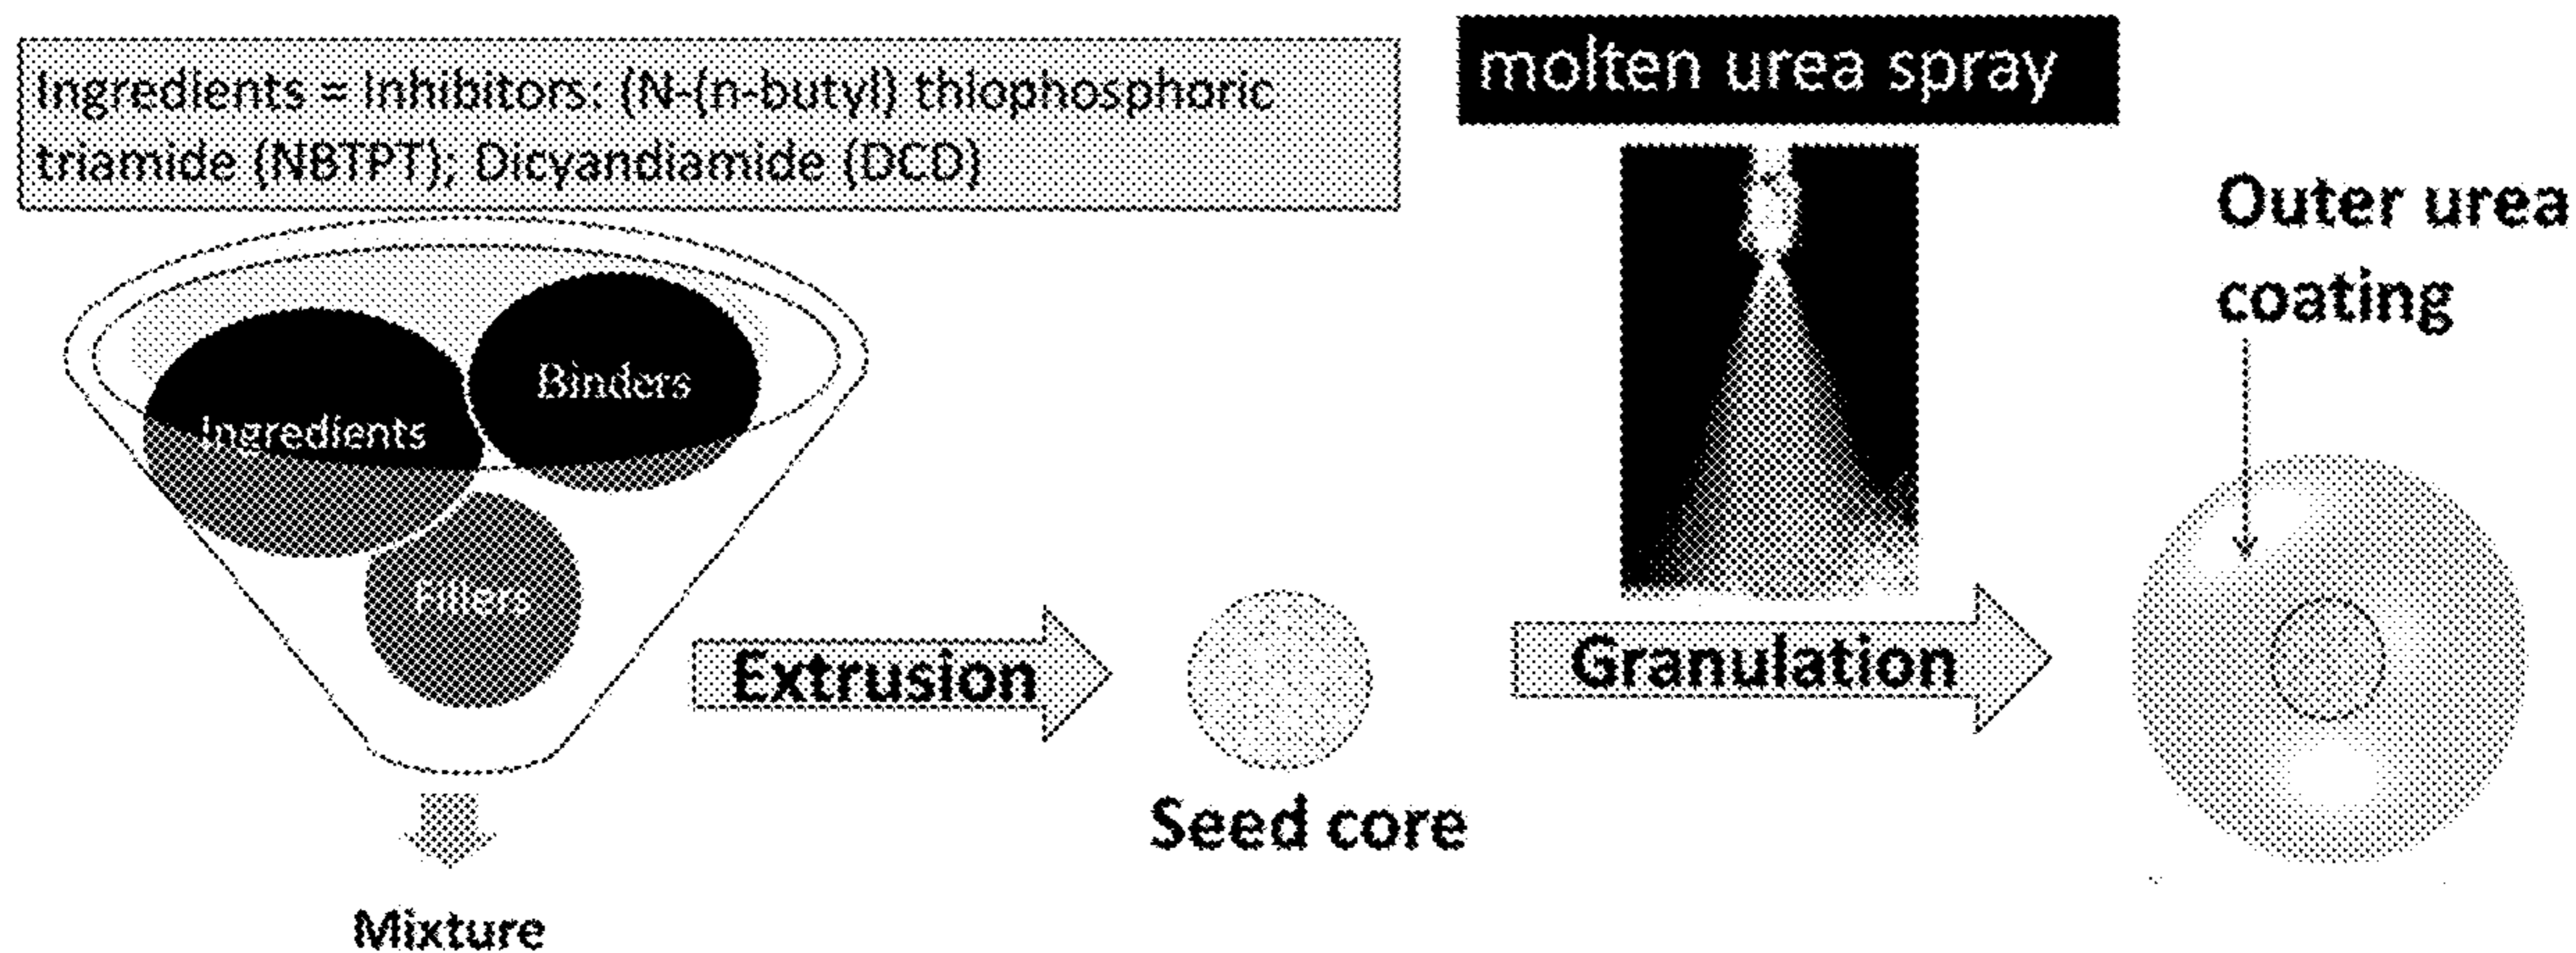 Ingredients = Inhibitors: (N-(n-butyl) thiophosphoric
triamide (NBTPT); Dicyandiamide (DCD)
molten urea spray
Outer urea
coating
Binders
Ingredients
Fillers
Extrusion
Granulation
Seed core
Mixture